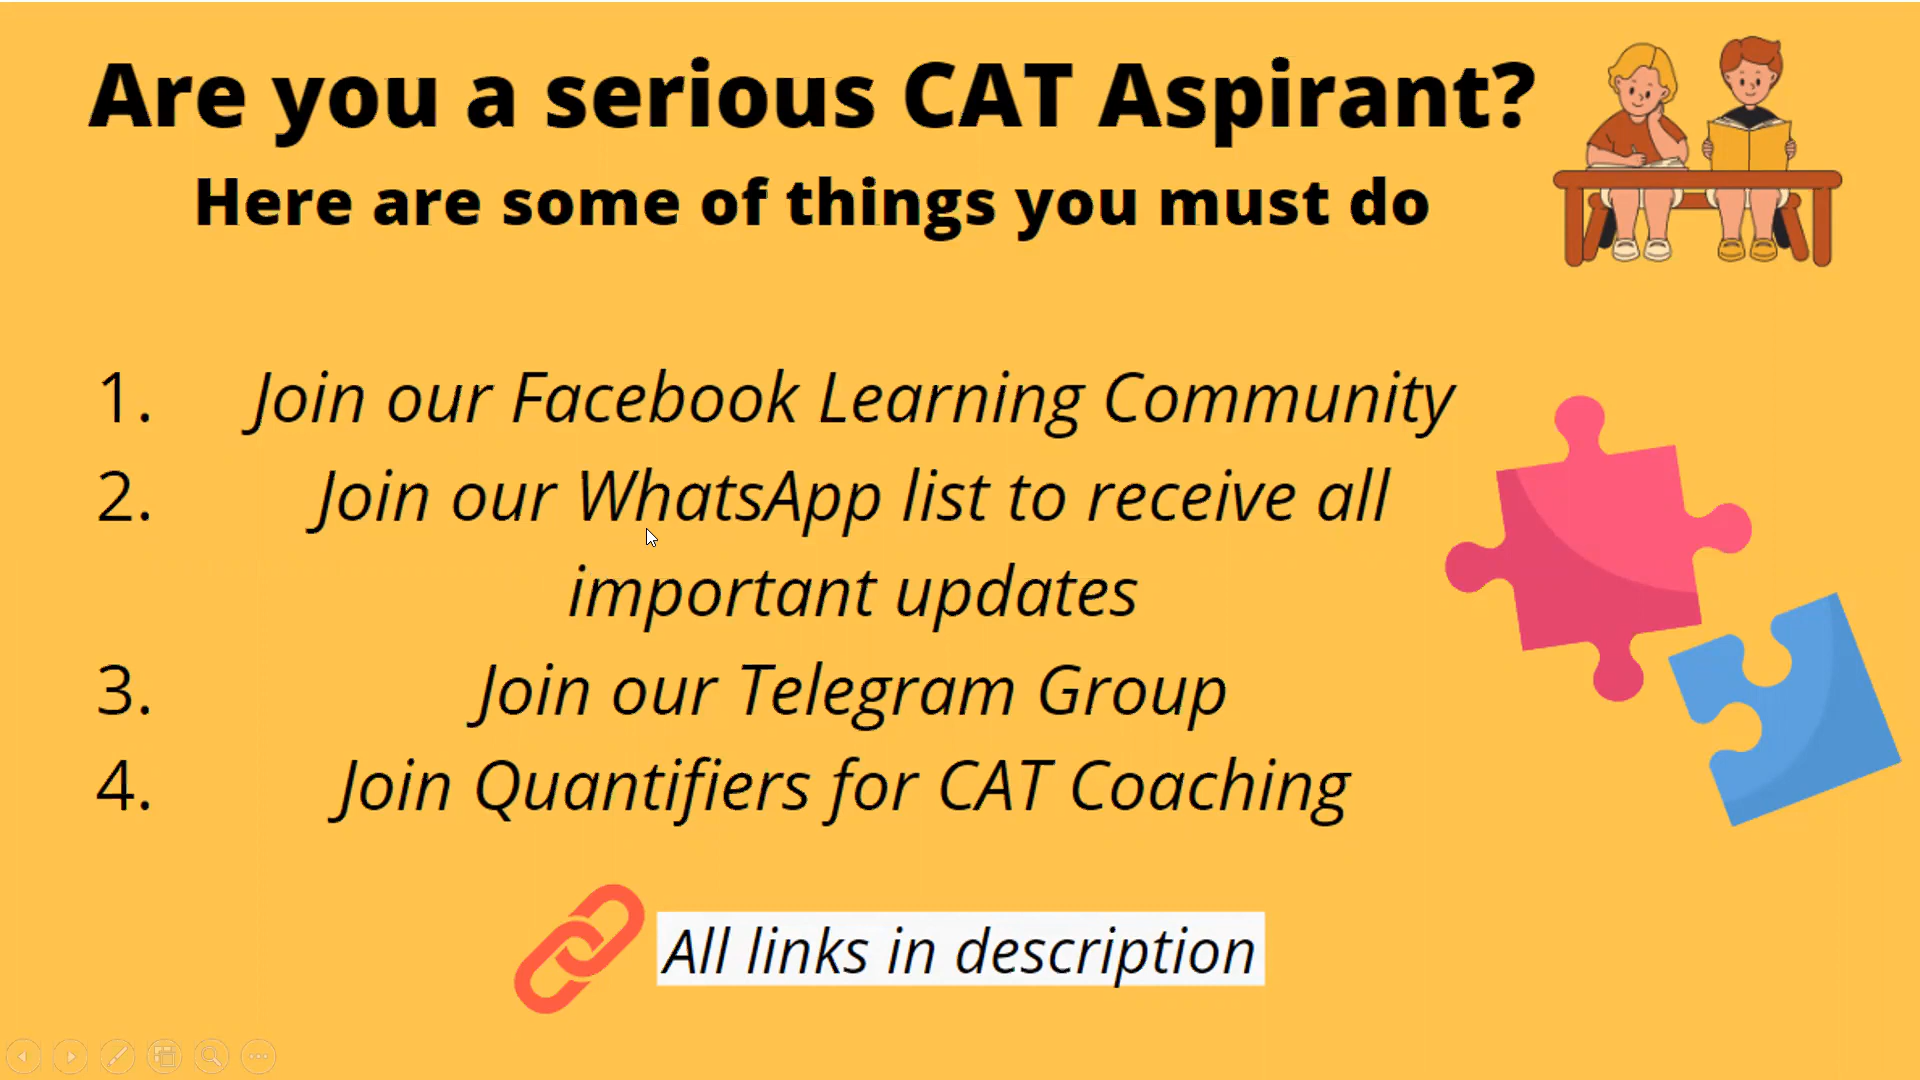 Are you a serious CAT Aspirant?
Here are some of things you must do
1. Join our Facebook Learning Community
2. Join our WhatsApp list to receive all
important updates
3. Join our Telegram Group
4. Join Quantifiers for CAT Coaching
All links in description